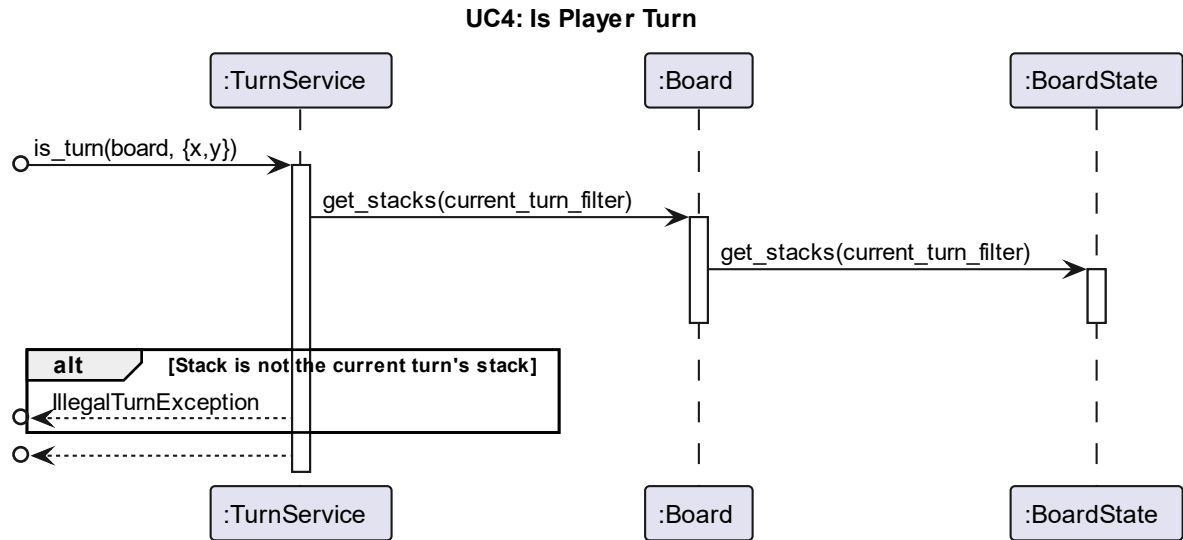 UC4: Is Player Turn
:TurnService
:Board
:BoardState
is_turn(board, {x,y})
get_stacks(current_turn_filter)
get_stacks(current_turn_filter)
alt
[Stack is not the current turn's stack]
IllegalTurnException
:TurnService
:Board
:BoardState